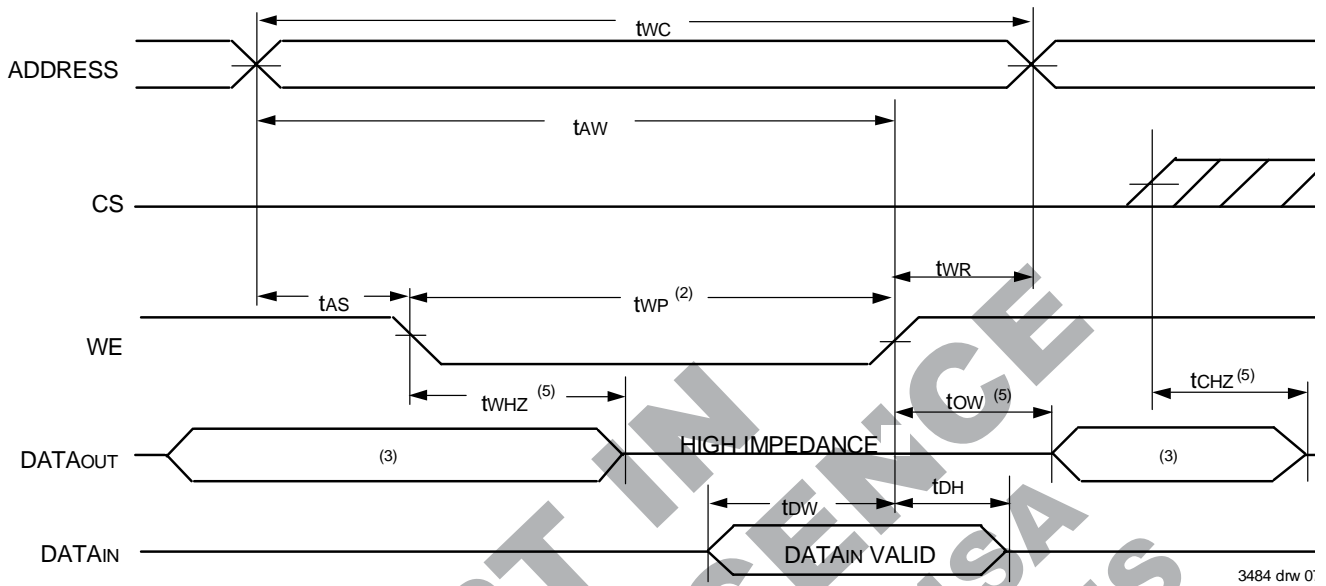 tWC
ADDRESS
tAW
CS
tWR
tAS
tWP (2)
WE
tWHZ (5)
tOW (5)
tCHZ (5)
DATAOUT
(3)
HIGH IMPEDANCE
(3)
tDW
tDH
DATAIN
DATAIN VALID
3484 drw 07